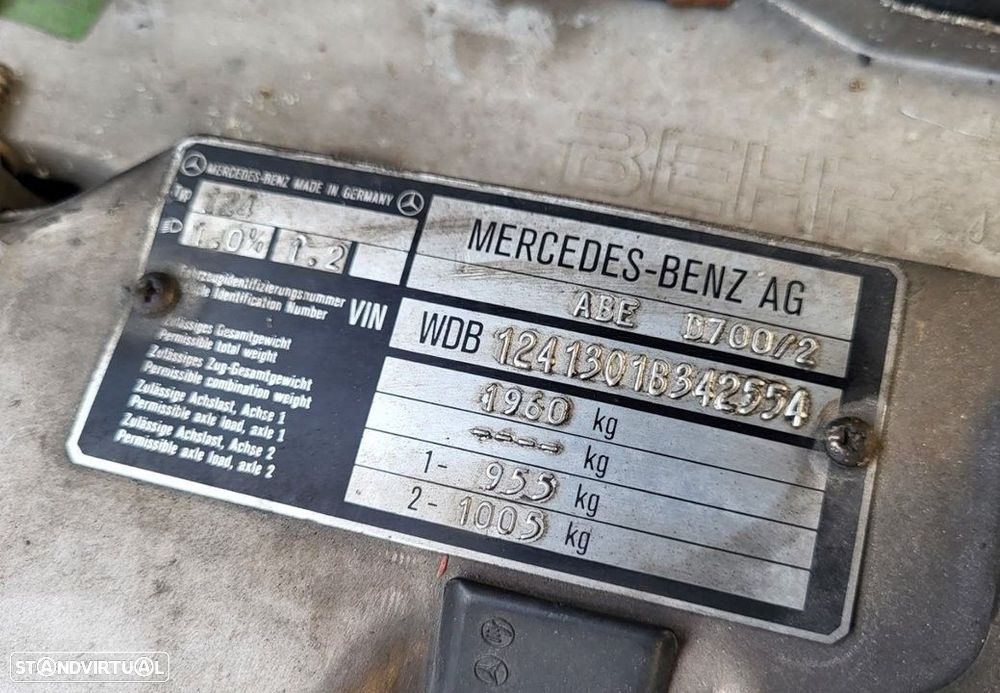 BEHR
MERCEDES-BENZ MADE IN GERMANY
Typ 124
1.0% 1.2
MERCEDES-BENZ AG
ABE D700/2
Fahrzeugidentifizierungsnummer
Identification Number
VIN
WDB 1241301B342554
Zulässiges Gesamtgewicht
Permissible total weight
1960 kg
Zulässiges Zug-Gesamtgewicht
Permissible combination weight
---- kg
Zulässige Achslast, Achse 1
Permissible axle load, axle 1
1- 955 kg
Zulässige Achslast, Achse 2
Permissible axle load, axle 2
2- 1005 kg
STANDVIRTUAL